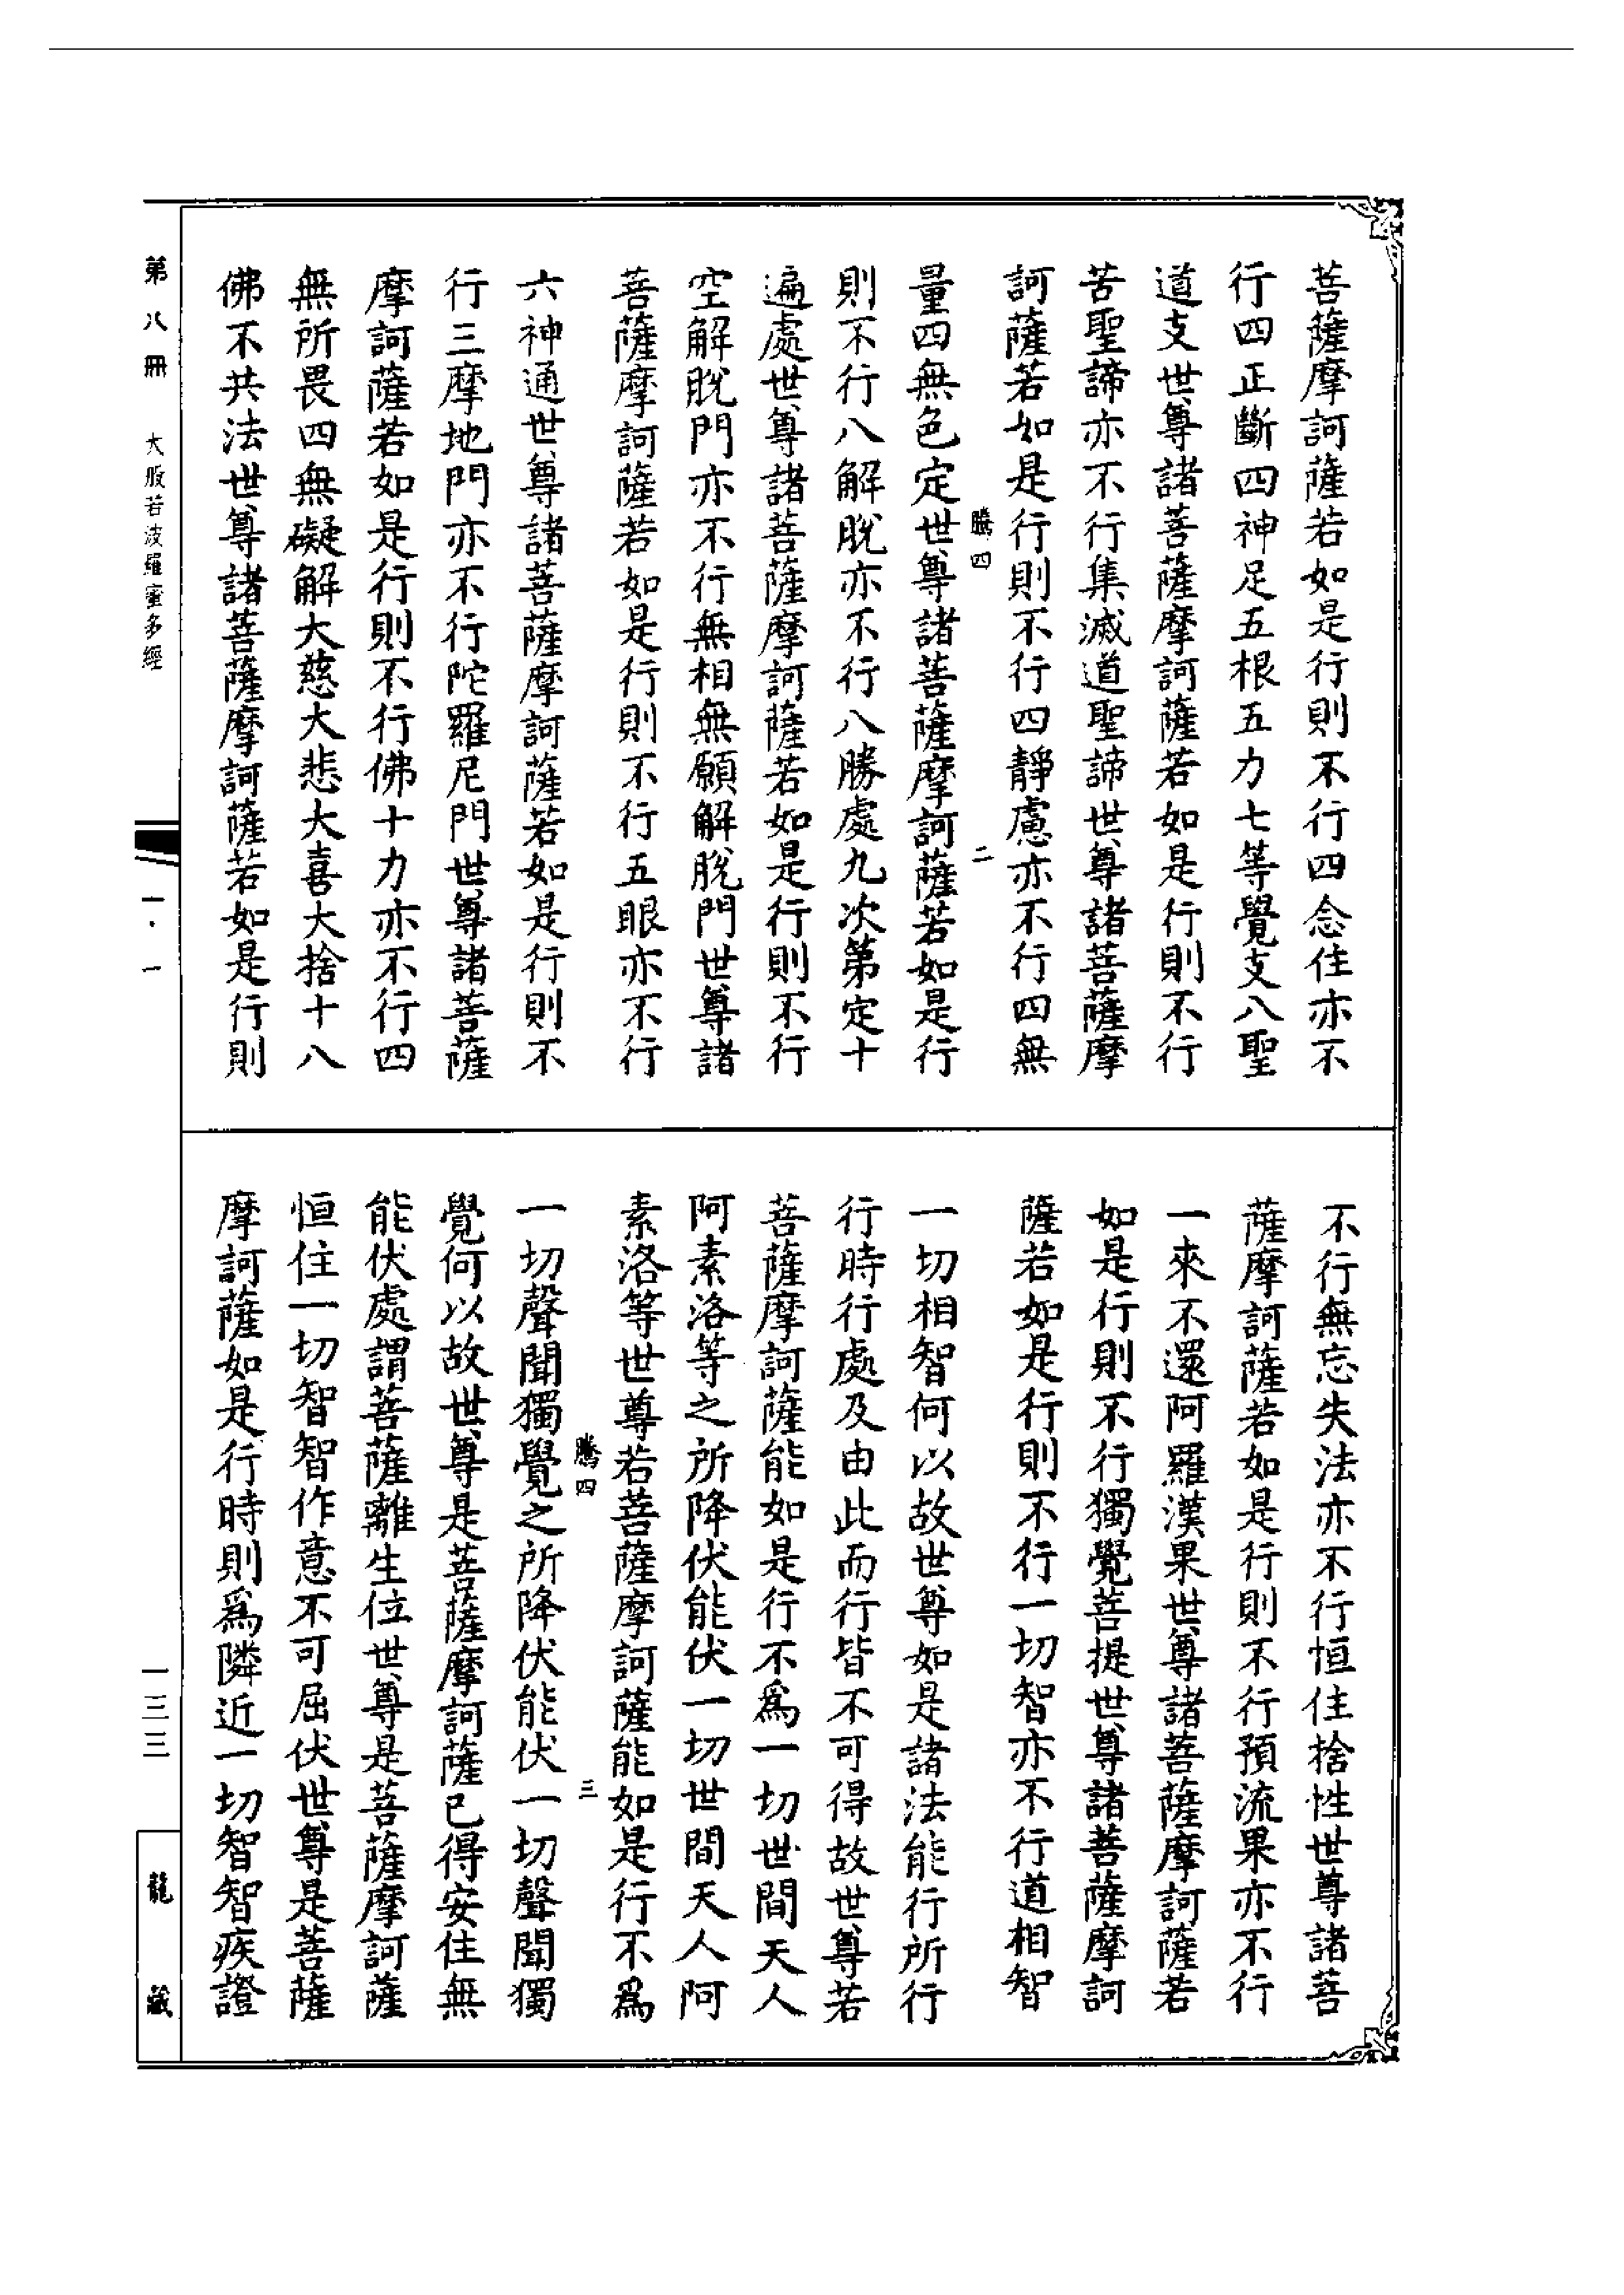 菩薩摩訶薩若如是行則不行四念住亦不
行四正斷四神足五根五力七等覺支八聖
道支世尊諸菩薩摩訶薩若如是行則不行
苦聖諦亦不行集滅道聖諦世尊諸菩薩摩
訶薩若如是行則不行四靜慮亦不行四無
騰四 二
量四無色定世尊諸菩薩摩訶薩若如是行
則不行八解脫亦不行八勝處九次第定十
遍處世尊諸菩薩摩訶薩若如是行則不行
空解脫門亦不行無相無願解脫門世尊諸
菩薩摩訶薩若如是行則不行五眼亦不行
六神通世尊諸菩薩摩訶薩若如是行則不
行三摩地門亦不行陀羅尼門世尊諸菩薩
摩訶薩若如是行則不行佛十力亦不行四
無所畏四無礙解大慈大悲大喜大捨十八
佛不共法世尊諸菩薩摩訶薩若如是行則
不行無忘失法亦不行恒住捨性世尊諸菩
薩摩訶薩若如是行則不行預流果亦不行
一來不還阿羅漢果世尊諸菩薩摩訶薩若
如是行則不行獨覺菩提世尊諸菩薩摩訶
薩若如是行則不行一切智亦不行道相智
一切相智何以故世尊如是諸法能行所行
行時行處及由此而行皆不可得故世尊若
菩薩摩訶薩能如是行不為一切世間天人
阿素洛等之所降伏能伏一切世間天人阿
素洛等世尊若菩薩摩訶薩能如是行不為
騰四 三
一切聲聞獨覺之所降伏能伏一切聲聞獨
覺何以故世尊是菩薩摩訶薩已得安住無
能伏處謂菩薩離生位世尊是菩薩摩訶薩
恒住一切智智作意不可屈伏世尊是菩薩
摩訶薩如是行時則為隣近一切智智疾證
第八冊 大般若波羅蜜多經
一·一
一三三
龍藏